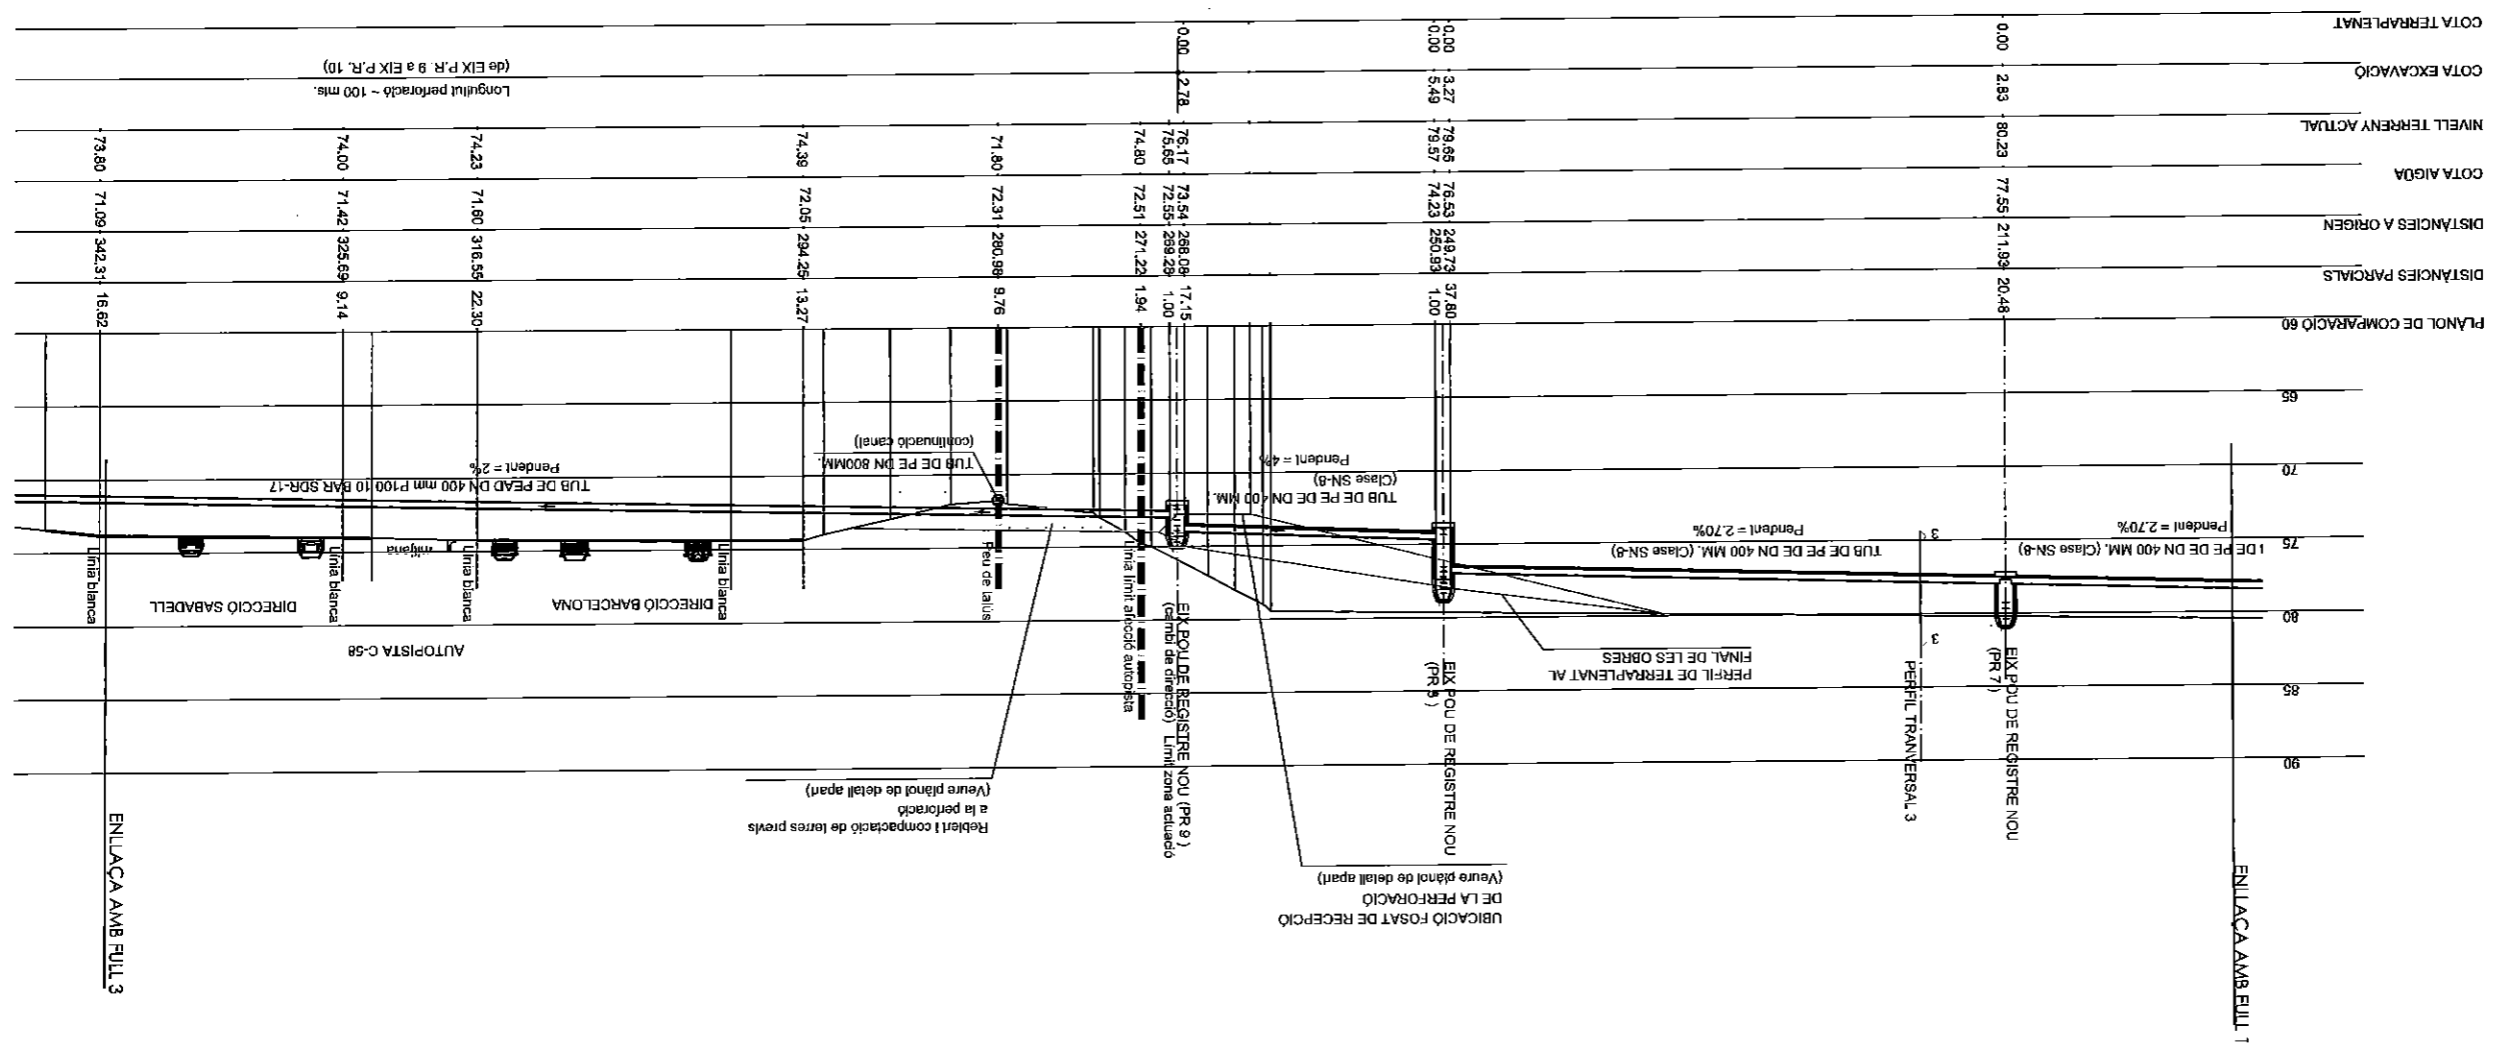 ENLLAÇA AMB FULL 1
ENLLAÇA AMB FULL 3
UBICACIÓ FOSAT DE RECEPCIÓ
DE LA PERFORACIÓ
(Veure plànol de detall apart)
Reblert i compactació de terres previs
a la perforació
(Veure plànol de detall apart)
EIX POU DE REGISTRE NOU
(PR 7 )
PERFIL TRANVERSAL 3
3
3
EIX POU DE REGISTRE NOU
(PR 8 )
EIX POU DE REGISTRE NOU (PR 9 )
(cambi de direcció) Límit zona actuació
Línia límit afecció autopista
Peu de talús
PERFIL DE TERRAPLENAT AL
FINAL DE LES OBRES
AUTOPISTA C-58
DIRECCIÓ BARCELONA
DIRECCIÓ SABADELL
Línia blanca
Línia blanca
mitjana
Línia blanca
Línia blanca
90
85
80
75
70
65
DE PE DE DN 400 MM. (Clase SN-8)
Pendent = 2.70%
TUB DE PE DE DN 400 MM. (Clase SN-8)
Pendent = 2.70%
TUB DE PE DE DN 400 MM.
(Clase SN-8)
Pendent = 4%
TUB DE PE DN 800MM.
(continuació canal)
TUB DE PEAD DN 400 mm P100 10 BAR SDR-17
Pendent = 2%
PLÀNOL DE COMPARACIÓ 60
DISTÀNCIES PARCIALS
20.48 37.80 1.00 17.15 1.00 1.94 9.76 13.27 22.30 9.14 16.62
DISTÀNCIES A ORIGEN
211.93 249.73 250.93 268.08 269.28 271.22 280.98 294.25 316.55 325.69 342.31
COTA AIGÜA
77.55 76.53 74.23 73.54 72.55 72.51 72.31 72.05 71.60 71.42 71.09
NIVELL TERRENY ACTUAL
80.23 79.65 79.57 76.17 75.65 74.80 71.80 74.39 74.23 74.00 73.80
COTA EXCAVACIÓ
2.83 3.27 5.49 2.78
Longuitut perforació ~ 100 mts.
(de EIX P.R. 9 a EIX P.R. 10)
COTA TERRAPLENAT
0.00 0.00 0.00 0.00